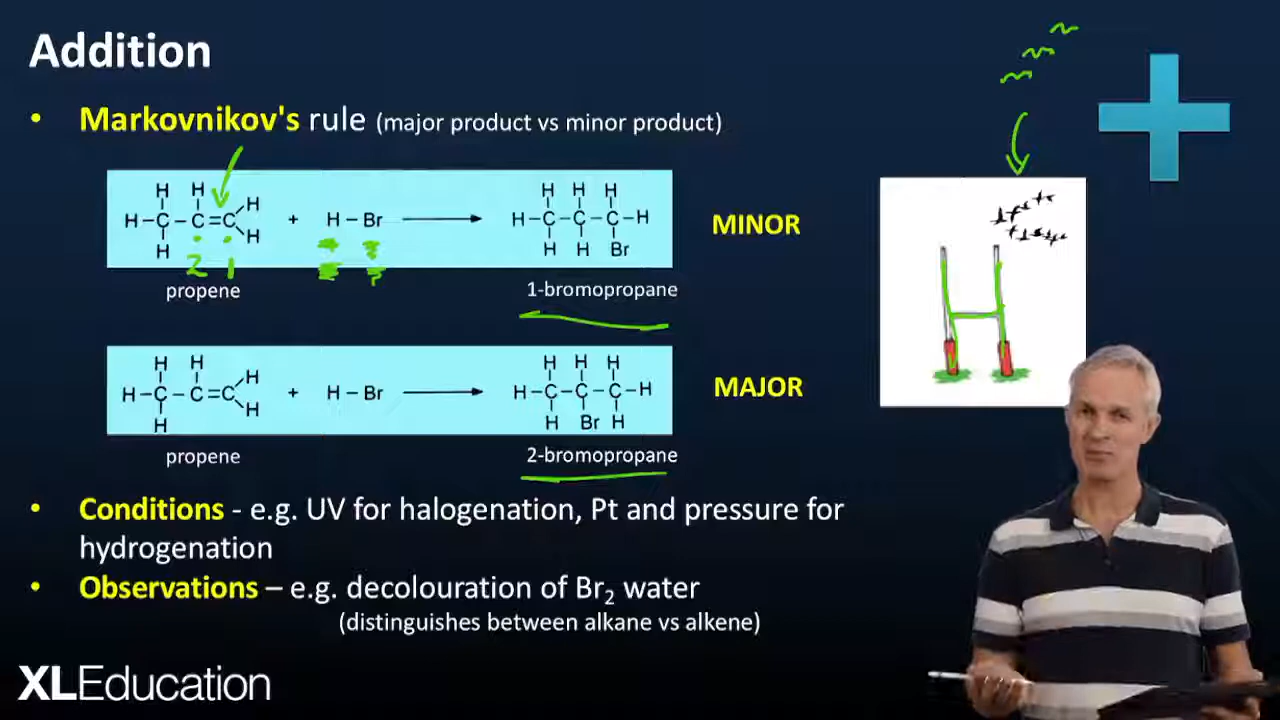 Addition
• Markovnikov's rule (major product vs minor product)
H H
H–C–C=C H H
H
+ H–Br
H H H
H–C–C–C–H
H H Br
MINOR
2 1
propene
1-bromopropane
H H
H–C–C=C H H
H
+ H–Br
H H H
H–C–C–C–H
H Br H
MAJOR
propene
2-bromopropane
• Conditions - e.g. UV for halogenation, Pt and pressure for
hydrogenation
• Observations – e.g. decolouration of Br₂ water
(distinguishes between alkane vs alkene)
XLEducation